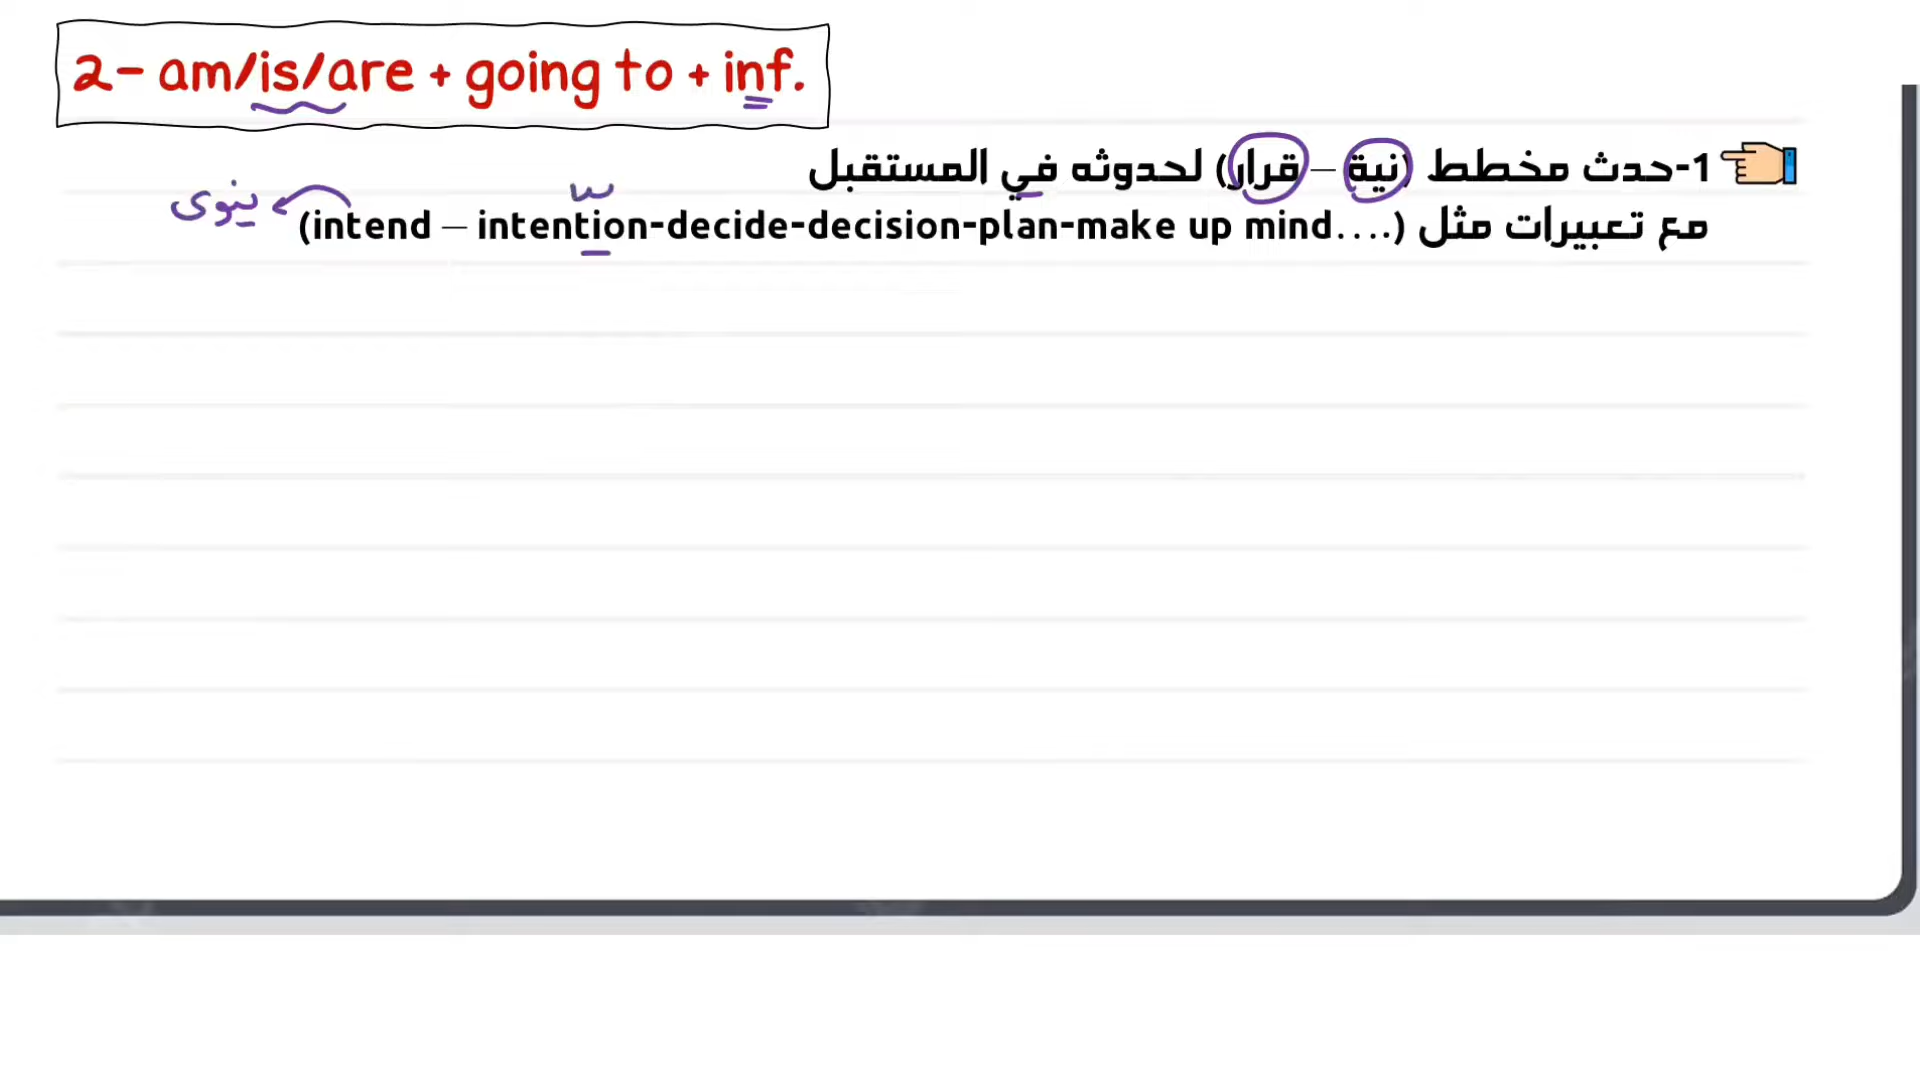 2- am/is/are + going to + inf.
1-حدث مخطط (نية – قرار) لحدوثه في المستقبل
ينوى
مع تعبيرات مثل (intend – intention-decide-decision-plan-make up mind....)